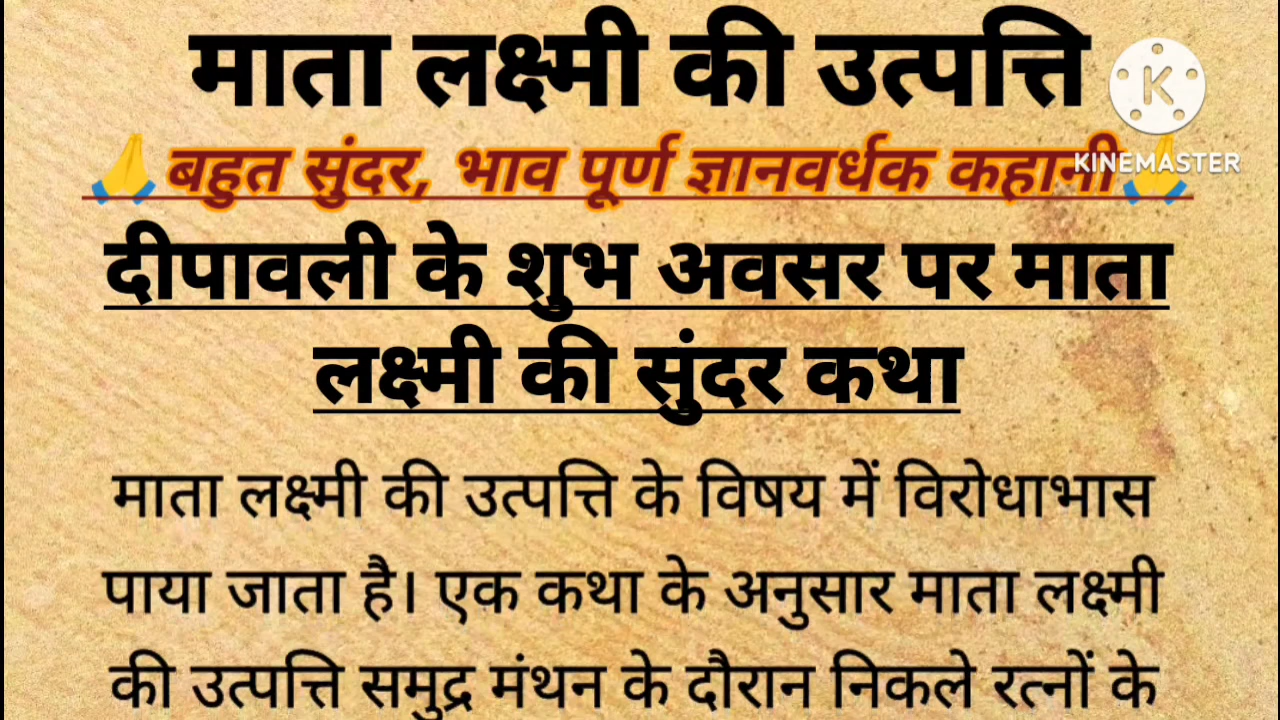 माता लक्ष्मी की उत्पत्ति
K
KINEMASTER
🙏बहुत सुंदर, भाव पूर्ण ज्ञानवर्धक कहानी🙏
दीपावली के शुभ अवसर पर माता
लक्ष्मी की सुंदर कथा
माता लक्ष्मी की उत्पत्ति के विषय में विरोधाभास
पाया जाता है। एक कथा के अनुसार माता लक्ष्मी
की उत्पत्ति समुद्र मंथन के दौरान निकले रत्नों के